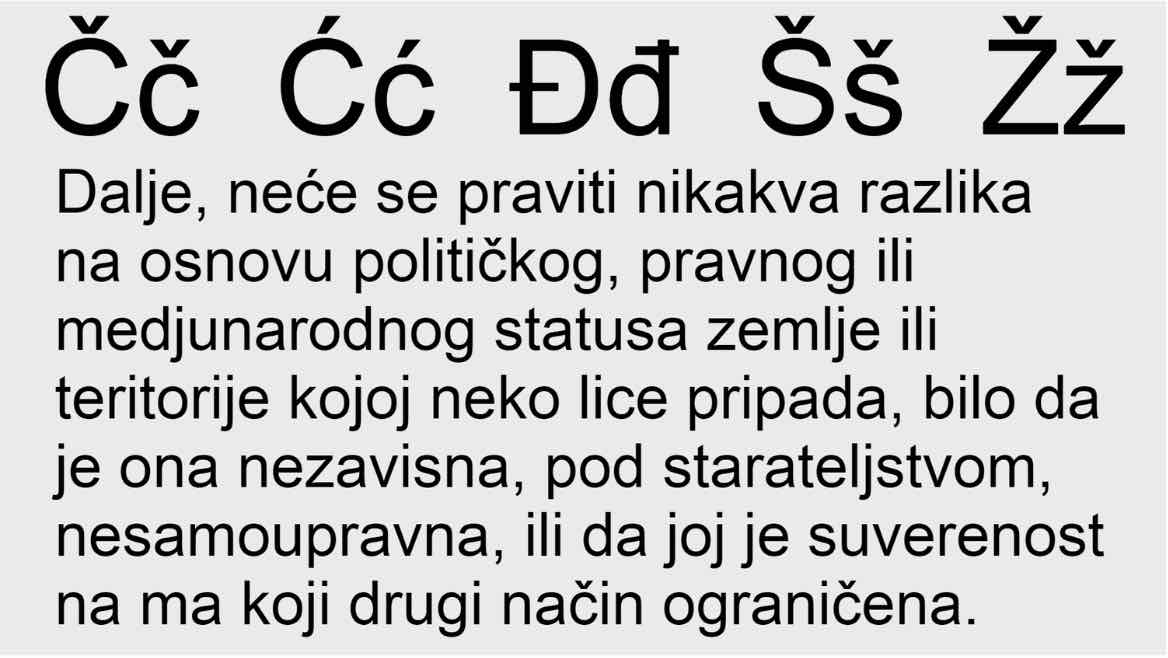 Čč Ćć Đđ Šš Žž
Dalje, neće se praviti nikakva razlika
na osnovu političkog, pravnog ili
medjunarodnog statusa zemlje ili
teritorije kojoj neko lice pripada, bilo da
je ona nezavisna, pod starateljstvom,
nesamoupravna, ili da joj je suverenost
na ma koji drugi način ograničena.